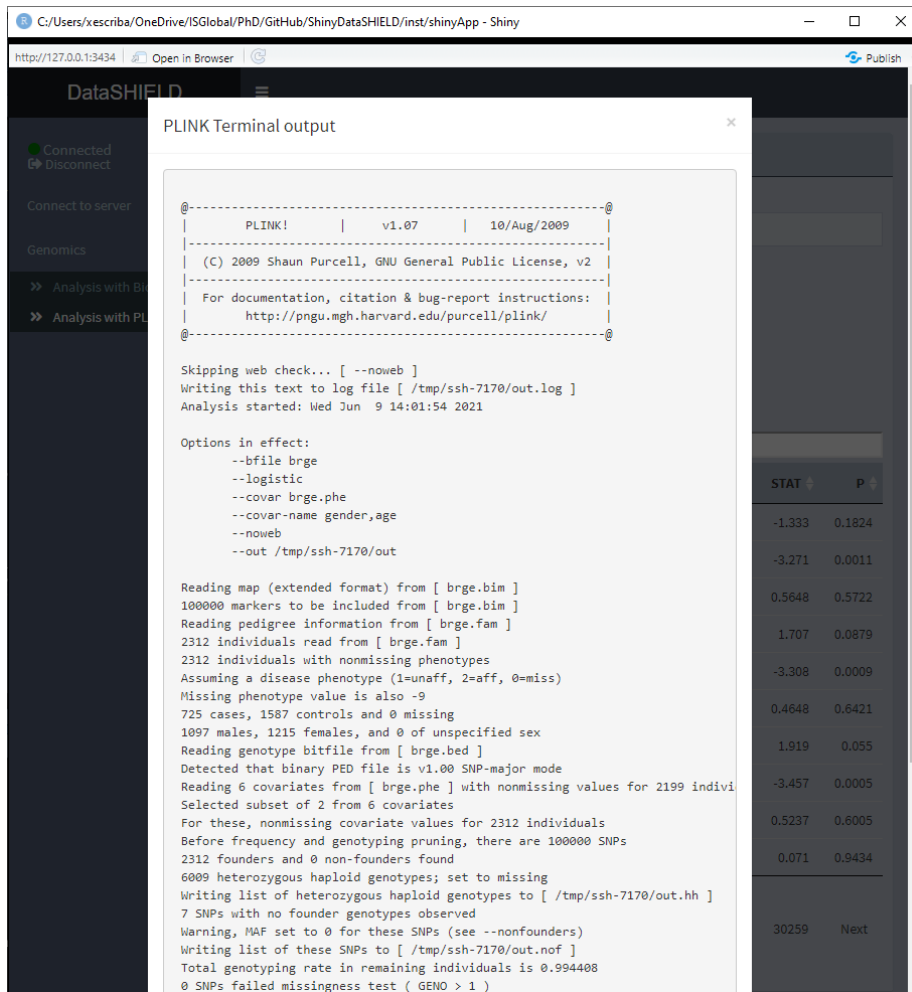 C:/Users/xescriba/OneDrive/ISGlobal/PhD/GitHub/ShinyDataSHIELD/inst/shinyApp - Shiny
http://127.0.0.1:3434 Open in Browser Publish
DataSHIELD
PLINK Terminal output ×
Connected
Disconnect
Connect to server
Genomics
Analysis with Bi
Analysis with PL
@---------------------------------------------------------@
| PLINK! | v1.07 | 10/Aug/2009 |
|---------------------------------------------------------|
| (C) 2009 Shaun Purcell, GNU General Public License, v2 |
|---------------------------------------------------------|
| For documentation, citation & bug-report instructions: |
| http://pngu.mgh.harvard.edu/purcell/plink/ |
@---------------------------------------------------------@
Skipping web check... [ --noweb ]
Writing this text to log file [ /tmp/ssh-7170/out.log ]
Analysis started: Wed Jun  9 14:01:54 2021
Options in effect:
--bfile brge
--logistic
--covar brge.phe
--covar-name gender,age
--noweb
--out /tmp/ssh-7170/out
Reading map (extended format) from [ brge.bim ]
100000 markers to be included from [ brge.bim ]
Reading pedigree information from [ brge.fam ]
2312 individuals read from [ brge.fam ]
2312 individuals with nonmissing phenotypes
Assuming a disease phenotype (1=unaff, 2=aff, 0=miss)
Missing phenotype value is also -9
725 cases, 1587 controls and 0 missing
1097 males, 1215 females, and 0 of unspecified sex
Reading genotype bitfile from [ brge.bed ]
Detected that binary PED file is v1.00 SNP-major mode
Reading 6 covariates from [ brge.phe ] with nonmissing values for 2199 indivi
Selected subset of 2 from 6 covariates
For these, nonmissing covariate values for 2312 individuals
Before frequency and genotyping pruning, there are 100000 SNPs
2312 founders and 0 non-founders found
6009 heterozygous haploid genotypes; set to missing
Writing list of heterozygous haploid genotypes to [ /tmp/ssh-7170/out.hh ]
7 SNPs with no founder genotypes observed
Warning, MAF set to 0 for these SNPs (see --nonfounders)
Writing list of these SNPs to [ /tmp/ssh-7170/out.nof ]
Total genotyping rate in remaining individuals is 0.994408
0 SNPs failed missingness test ( GENO > 1 )
STAT P
-1.333 0.1824
-3.271 0.0011
0.5648 0.5722
1.707 0.0879
-3.308 0.0009
0.4648 0.6421
1.919 0.055
-3.457 0.0005
0.5237 0.6005
0.071 0.9434
30259 Next